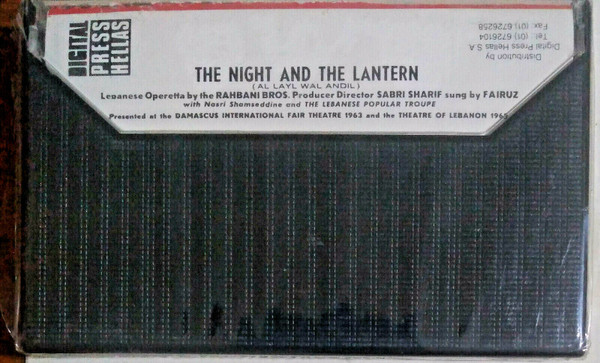 DIGITAL
PRESS
HELLAS
Distribution by
Digital Press Hellas S A
Tel: (01) 6726104
Fax: (01) 6726258
THE NIGHT AND THE LANTERN
(AL LAYL WAL ANDIL)
Lebanese Operetta by the RAHBANI BROS. Producer Director SABRI SHARIF sung by FAIRUZ
with Nasri Shamseddine and THE LEBANESE POPULAR TROUPE
Presented at the DAMASCUS INTERNATIONAL FAIR THEATRE 1963 and the THEATRE OF LEBANON